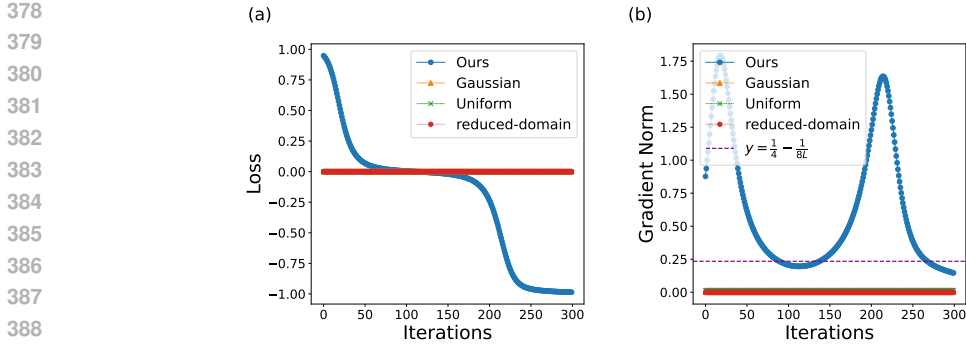 378
379
380
381
382
383
384
385
386
387
388
(a)
Loss
1.00
0.75
0.50
0.25
0.00
−0.25
−0.50
−0.75
−1.00
Ours
Gaussian
Uniform
reduced-domain
0 50 100 150 200 250 300
Iterations
(b)
Gradient Norm
1.75
1.50
1.25
1.00
0.75
0.50
0.25
0.00
Ours
Gaussian
Uniform
reduced-domain
y = 1/4 − 1/8L
0 50 100 150 200 250 300
Iterations